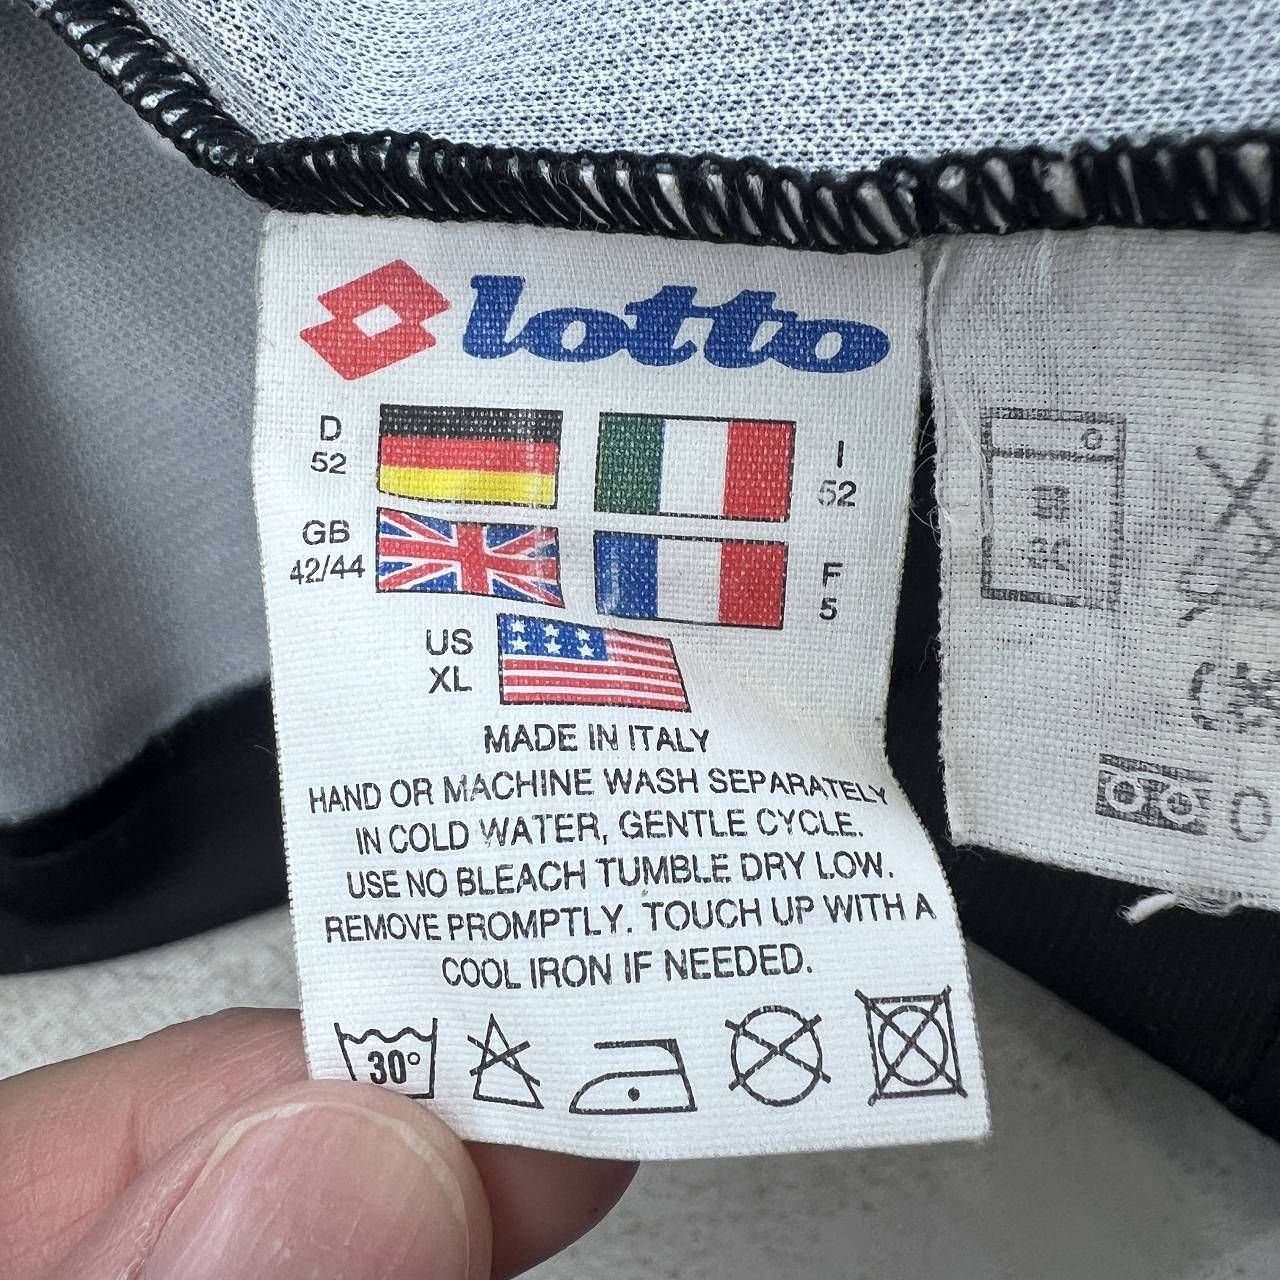 lotto
D
52
I
52
GB
42/44
F
5
US
XL
MADE IN ITALY
HAND OR MACHINE WASH SEPARATELY
IN COLD WATER, GENTLE CYCLE.
USE NO BLEACH TUMBLE DRY LOW.
REMOVE PROMPTLY. TOUCH UP WITH A
COOL IRON IF NEEDED.
30°